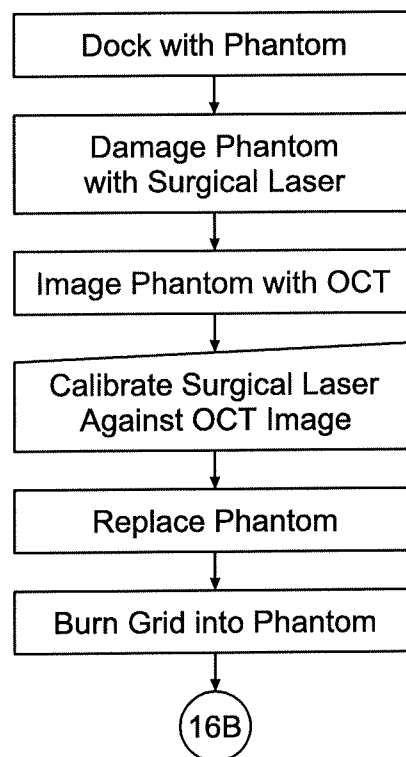 Dock with Phantom
Damage Phantom
with Surgical Laser
Image Phantom with OCT
Calibrate Surgical Laser
Against OCT Image
Replace Phantom
Burn Grid into Phantom
16B